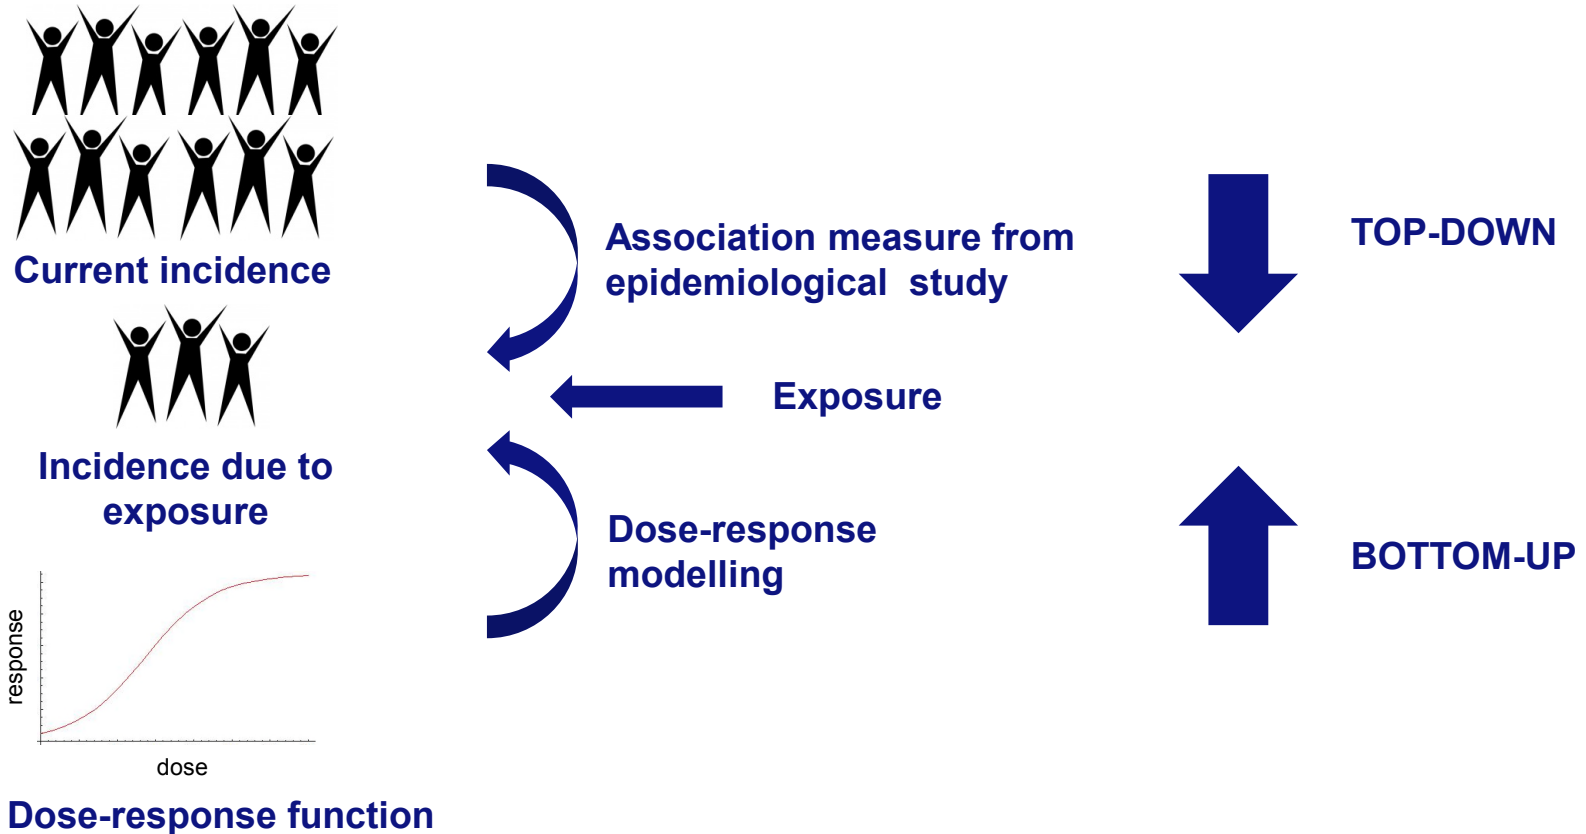 Current incidence
Association measure from
epidemiological study
TOP-DOWN
Exposure
Incidence due to
exposure
Dose-response
modelling
BOTTOM-UP
response
dose
Dose-response function